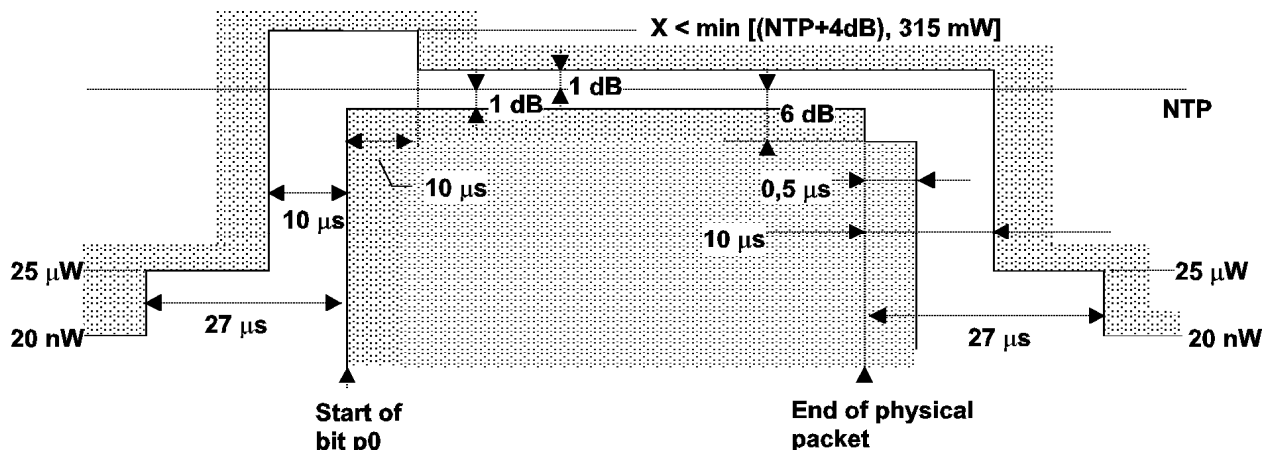 X < min [(NTP+4dB), 315 mW]
1 dB
1 dB
6 dB
NTP
10 μs
0,5 μs
10 μs
10 μs
25 μW
25 μW
27 μs
27 μs
20 nW
20 nW
Start of
bit p0
End of physical
packet